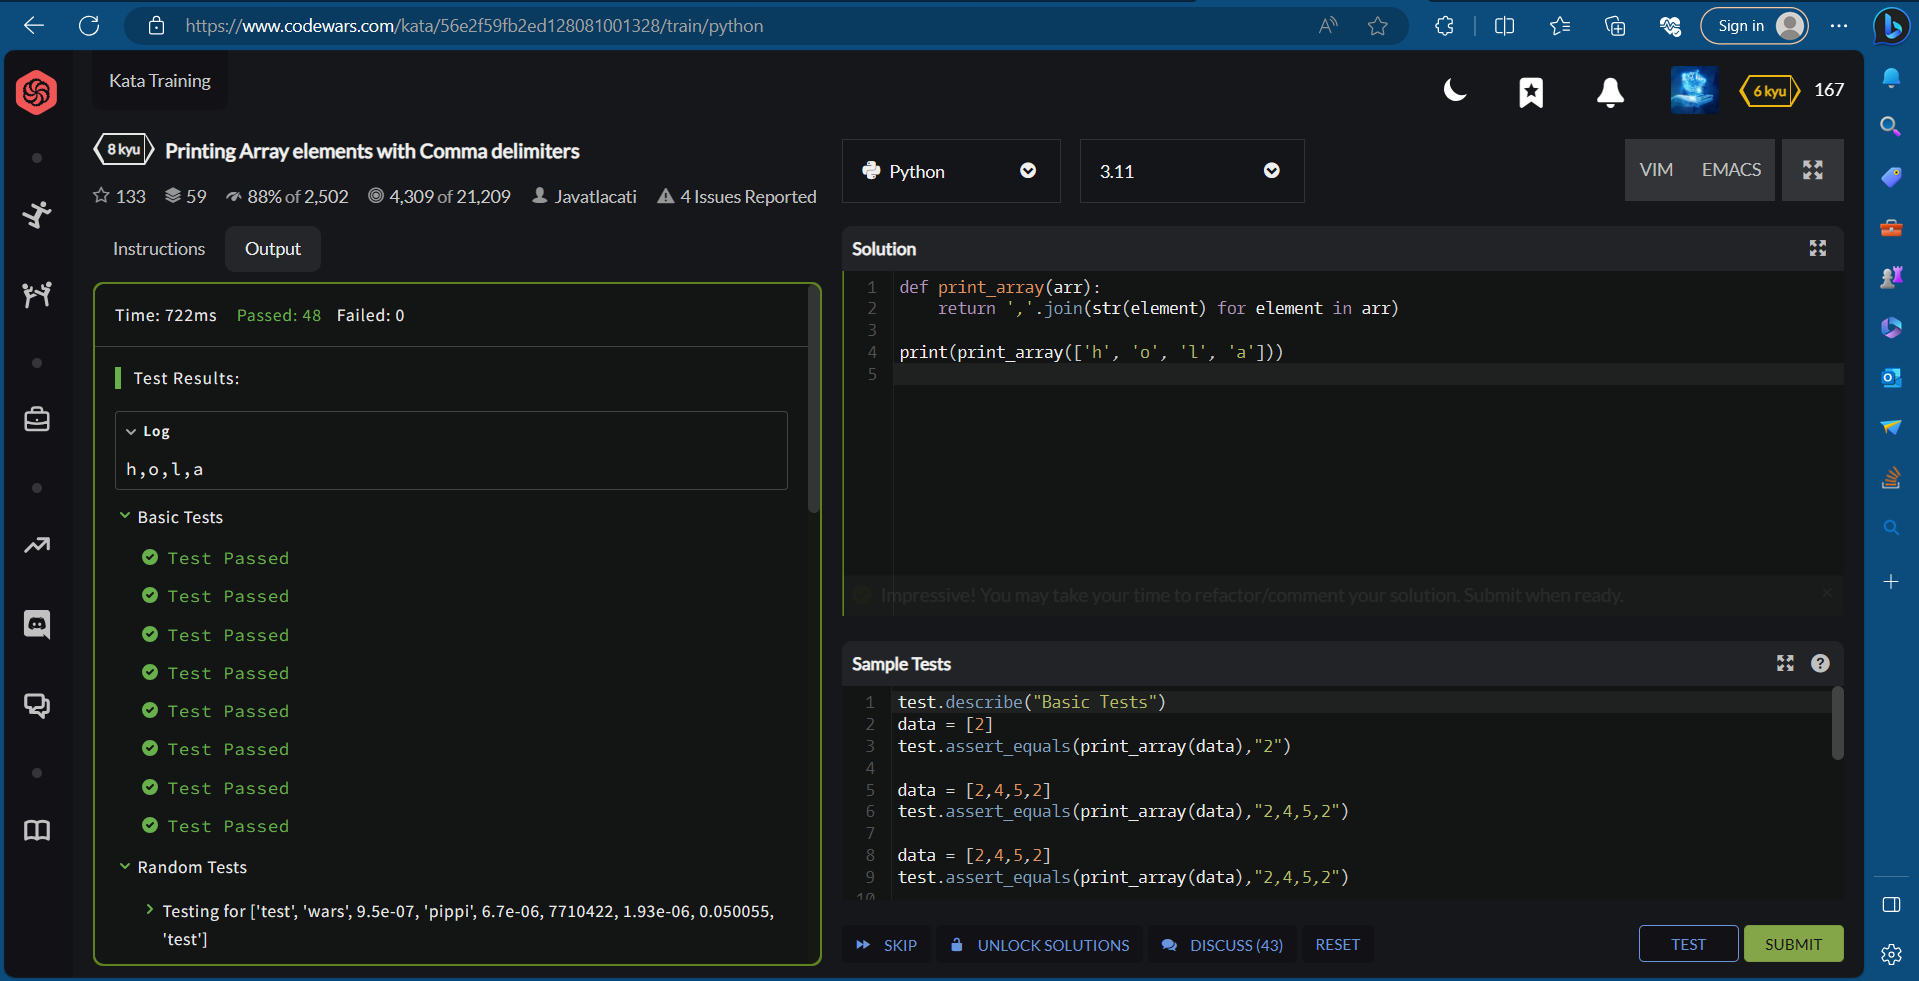 https://www.codewars.com/kata/56e2f59fb2ed128081001328/train/python
Sign in
Kata Training
6 kyu
167
8 kyu
Printing Array elements with Comma delimiters
133
59
88% of 2,502
4,309 of 21,209
Javatlacati
4 Issues Reported
Python
3.11
VIM
EMACS
Instructions
Output
Time: 722ms
Passed: 48
Failed: 0
Test Results:
Log
h,o,l,a
Basic Tests
Test Passed
Test Passed
Test Passed
Test Passed
Test Passed
Test Passed
Test Passed
Test Passed
Random Tests
Testing for ['test', 'wars', 9.5e-07, 'pippi', 6.7e-06, 7710422, 1.93e-06, 0.050055,
'test']
Solution
1 def print_array(arr):
2     return ','.join(str(element) for element in arr)
3
4 print(print_array(['h', 'o', 'l', 'a']))
5
Impressive! You may take your time to refactor/comment your solution. Submit when ready.
Sample Tests
1 test.describe("Basic Tests")
2 data = [2]
3 test.assert_equals(print_array(data),"2")
4
5 data = [2,4,5,2]
6 test.assert_equals(print_array(data),"2,4,5,2")
7
8 data = [2,4,5,2]
9 test.assert_equals(print_array(data),"2,4,5,2")
10
SKIP
UNLOCK SOLUTIONS
DISCUSS (43)
RESET
TEST
SUBMIT